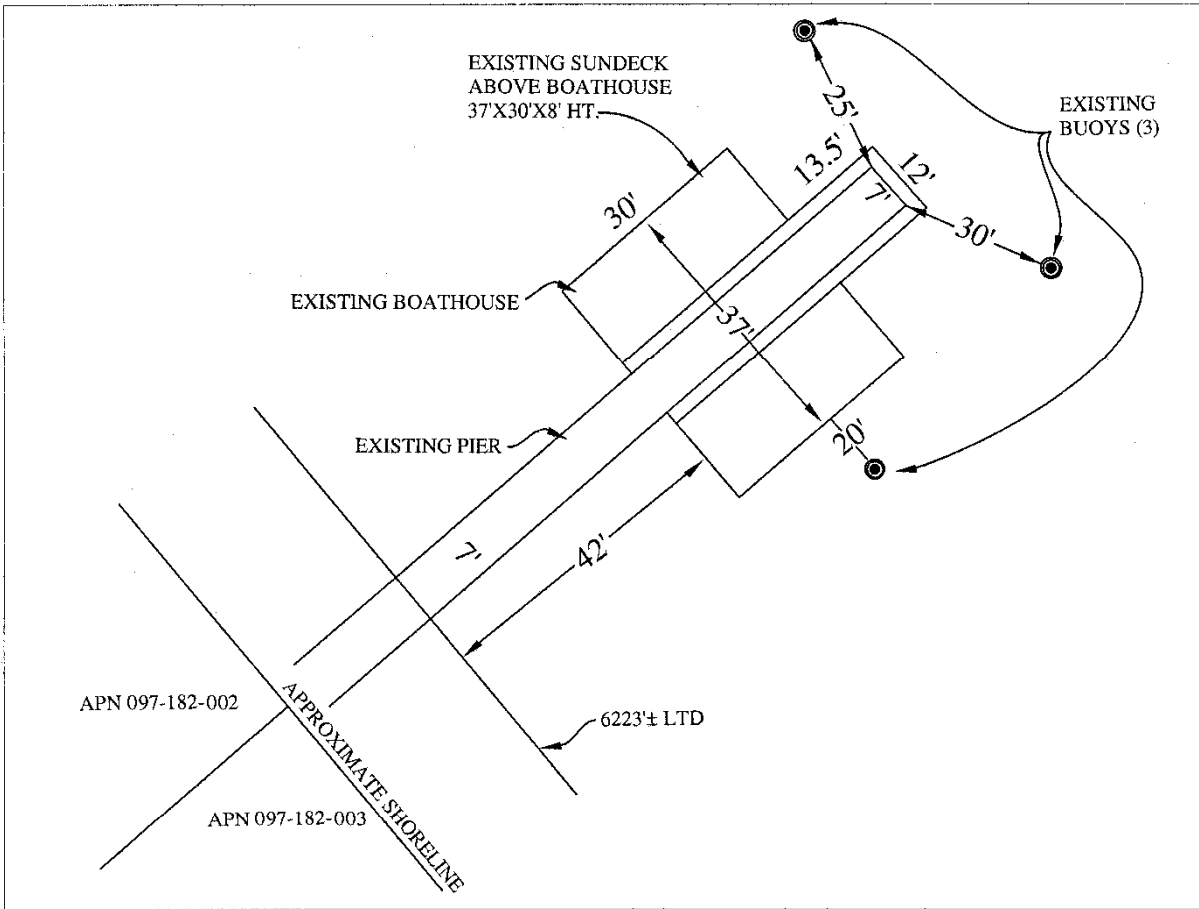 EXISTING SUNDECK
ABOVE BOATHOUSE
37'X30'X8' HT.
25'
EXISTING
BUOYS (3)
13.5'
12'
7'
30'
30'
EXISTING BOATHOUSE
37'
EXISTING PIER
20'
42'
7'
APN 097-182-002
APPROXIMATE SHORELINE
6223'± LTD
APN 097-182-003